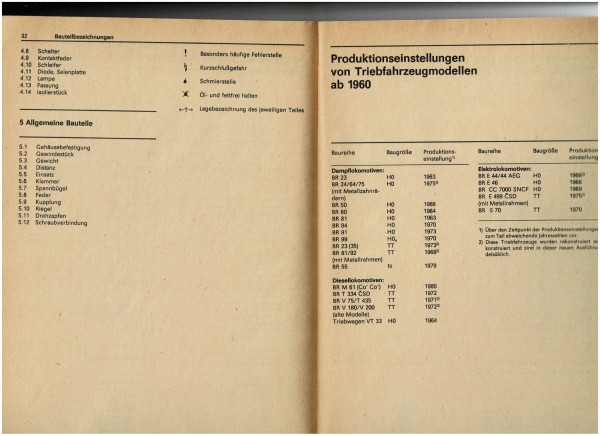 92 Bauteilbezeichnungen
4.8 Schalter
4.9 Kontaktfeder
4.10 Schleifer
4.11 Diode, Selenplatte
4.12 Lampe
4.13 Fassung
4.14 Isolierstück
Besonders häufige Fehlerstelle
Kurzschlußgefahr
Schmierstelle
Öl- und fettfrei halten
Lagebezeichnung des jeweiligen Teiles
5 Allgemeine Bauteile
5.1 Gehäusebefestigung
5.2 Gewindestück
5.3 Gewicht
5.4 Distanz
5.5 Einsatz
5.6 Klammer
5.7 Spannbügel
5.8 Feder
5.9 Kupplung
5.10 Riegel
5.11 Drehzapfen
5.12 Schraubverbindung
Produktionseinstellungen
von Triebfahrzeugmodellen
ab 1960
Baureihe Baugröße Produktions-
einstellung¹)
Dampflokomotiven:
BR 23 H0 1963
BR 24/64/75 H0 1975²)
(mit Metallzahnrä-
dern)
BR 50 H0 1966
BR 80 H0 1964
BR 81 H0 1963
BR 84 H0 1970
BR 91 H0 1973
BR 99 H0ₑ 1970
BR 23 (35) TT 1973²)
BR 81/92 TT 1968²)
(mit Metallrahmen)
BR 55 N 1979
Diesellokomotiven:
BR M 61 (Co' Co') H0 1980
BR T 334 ČSD TT 1972
BR V 75/T 435 TT 1971²)
BR V 180/V 200 TT 1972²)
(alte Modelle)
Triebwagen VT 33 H0 1964
Baureihe Baugröße Produktions
einstellung
Elektrolokomotiven:
BR E 44/44 AEG H0 1966²)
BR E 46 H0 1968
BR CC 7000 SNCF H0 1969
BR E 499 ČSD TT 1975²)
(mit Metallrahmen)
BR E 70 TT 1970
1) Über den Zeitpunkt der Produktionseinstellungen
zum Teil abweichende Jahreszahlen vor.
2) Diese Triebfahrzeuge wurden rekonstruiert
konstruiert und sind in dieser neuen Ausführu
delsüblich.